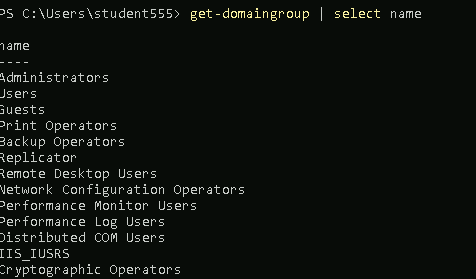 PS C:\Users\student555> get-domaingroup | select name
name
----
Administrators
Users
Guests
Print Operators
Backup Operators
Replicator
Remote Desktop Users
Network Configuration Operators
Performance Monitor Users
Performance Log Users
Distributed COM Users
IIS_IUSRS
Cryptographic Operators